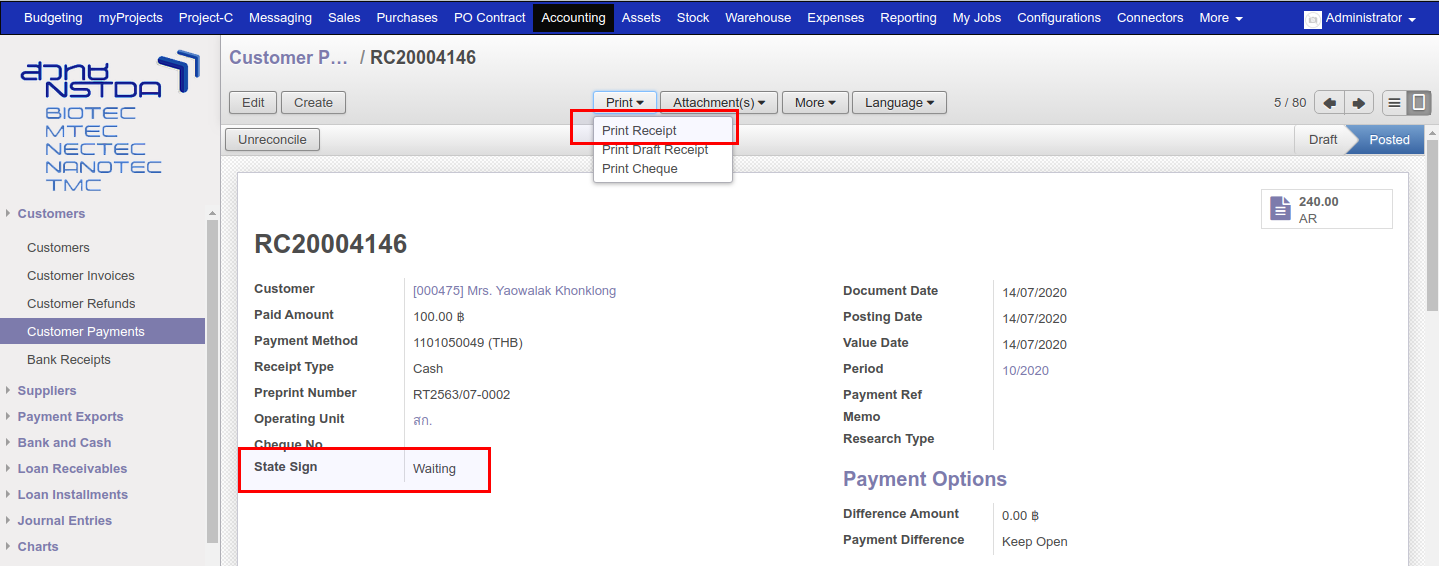 Budgeting myProjects Project-C Messaging Sales Purchases PO Contract Accounting Assets Stock Warehouse Expenses Reporting My Jobs Configurations Connectors More Administrator
สวทช
NSTDA
BIOTEC
MTEC
NECTEC
NANOTEC
TMC
Customer P... / RC20004146
Edit Create Print Attachment(s) More Language 5 / 80
Print Receipt
Print Draft Receipt
Print Cheque
Unreconcile Draft Posted
Customers
Customers
Customer Invoices
Customer Refunds
Customer Payments
Bank Receipts
Suppliers
Payment Exports
Bank and Cash
Loan Receivables
Loan Installments
Journal Entries
Charts
240.00
AR
RC20004146
Customer [000475] Mrs. Yaowalak Khonklong
Paid Amount 100.00 ฿
Payment Method 1101050049 (THB)
Receipt Type Cash
Preprint Number RT2563/07-0002
Operating Unit สก.
Cheque No
State Sign Waiting
Document Date 14/07/2020
Posting Date 14/07/2020
Value Date 14/07/2020
Period 10/2020
Payment Ref
Memo
Research Type
Payment Options
Difference Amount 0.00 ฿
Payment Difference Keep Open